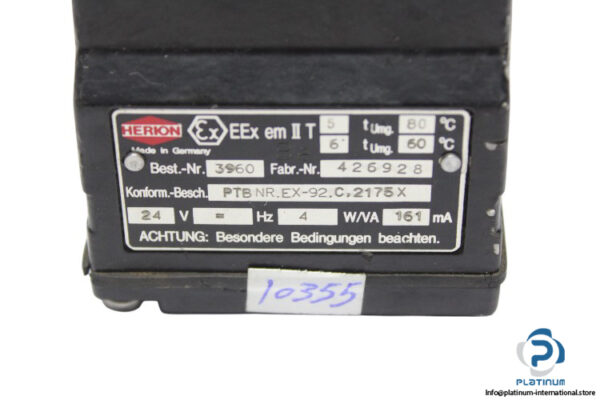 HERION Ex EEx em II T 5 t Umg. 80 °C
Made in Germany 6 t Umg. 60 °C
Best.-Nr. 3960 Fabr.-Nr. 426928
Konform.-Besch. PTB NR.EX-92.C.2175X
24 V = Hz 4 W/VA 161 mA
ACHTUNG: Besondere Bedingungen beachten.
10355
PLATINUM
info@platinum-international.store